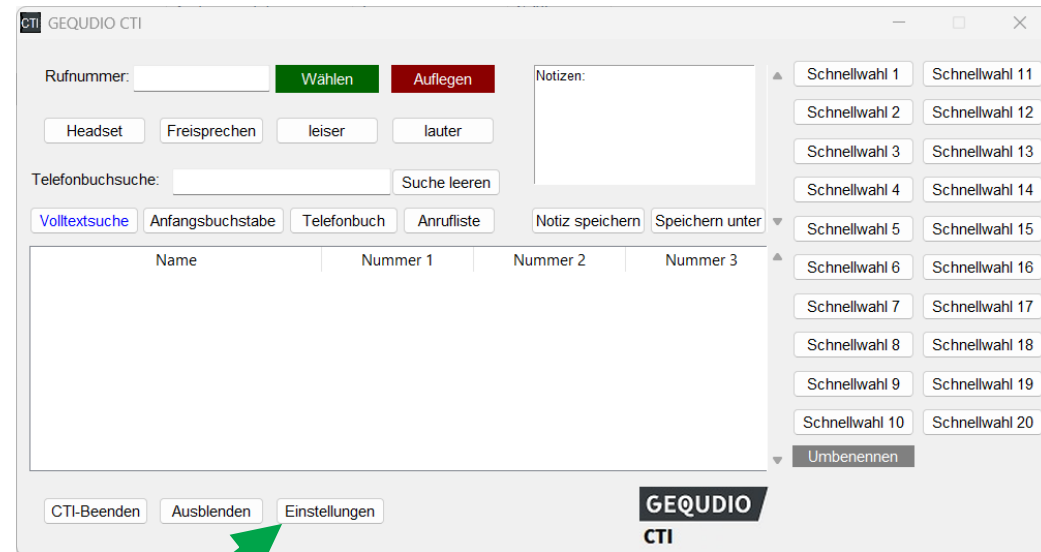 CTI GEQUDIO CTI
Rufnummer: Wählen Auflegen Notizen: Schnellwahl 1 Schnellwahl 11
Schnellwahl 2 Schnellwahl 12
Headset Freisprechen leiser lauter
Schnellwahl 3 Schnellwahl 13
Telefonbuchsuche: Suche leeren Schnellwahl 4 Schnellwahl 14
Volltextsuche Anfangsbuchstabe Telefonbuch Anrufliste Notiz speichern Speichern unter Schnellwahl 5 Schnellwahl 15
Name Nummer 1 Nummer 2 Nummer 3 Schnellwahl 6 Schnellwahl 16
Schnellwahl 7 Schnellwahl 17
Schnellwahl 8 Schnellwahl 18
Schnellwahl 9 Schnellwahl 19
Schnellwahl 10 Schnellwahl 20
Umbenennen
CTI-Beenden Ausblenden Einstellungen GEQUDIO
CTI